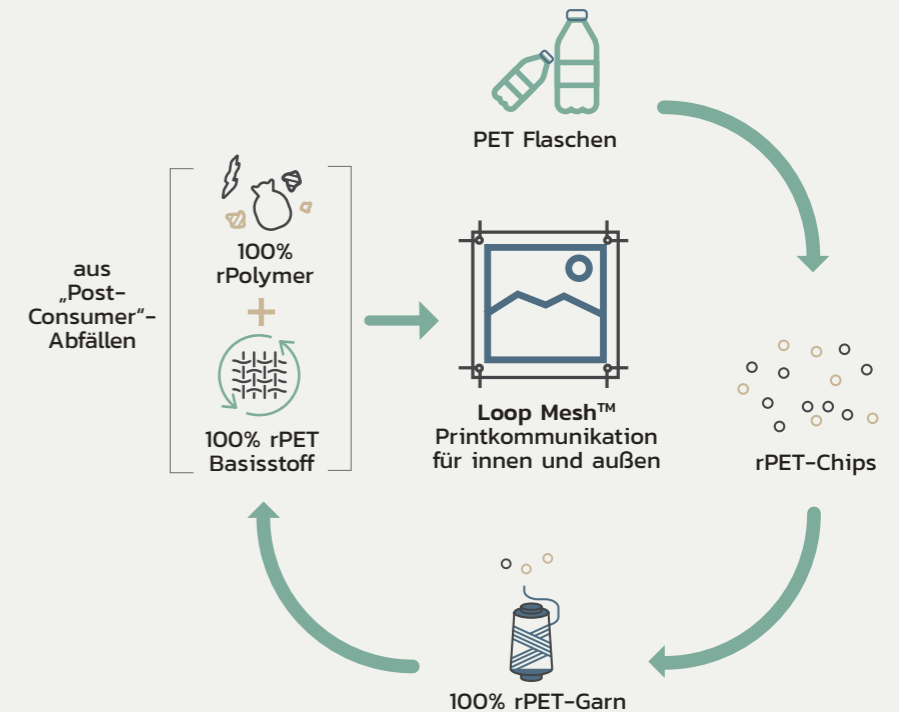 PET Flaschen
100%
rPolymer
+
aus
„Post-
Consumer“-
Abfällen
100% rPET
Basisstoff
Loop Mesh™
Printkommunikation
für innen und außen
rPET-Chips
100% rPET-Garn